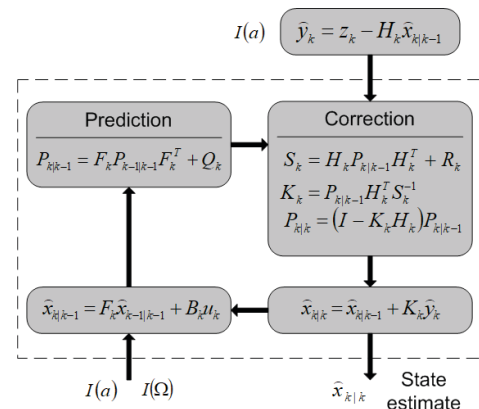 I(a) ŷ_k = z_k − H_k x̂_{k|k−1}
Prediction
P_{k|k−1} = F_k P_{k−1|k−1} F_k^T + Q_k
Correction
S_k = H_k P_{k|k−1} H_k^T + R_k
K_k = P_{k|k−1} H_k^T S_k^{−1}
P_{k|k} = (I − K_k H_k) P_{k|k−1}
x̂_{k|k−1} = F_k x̂_{k−1|k−1} + B_k u_k
x̂_{k|k} = x̂_{k|k−1} + K_k ŷ_k
I(a) I(Ω)
x̂_{k|k}
State
estimate